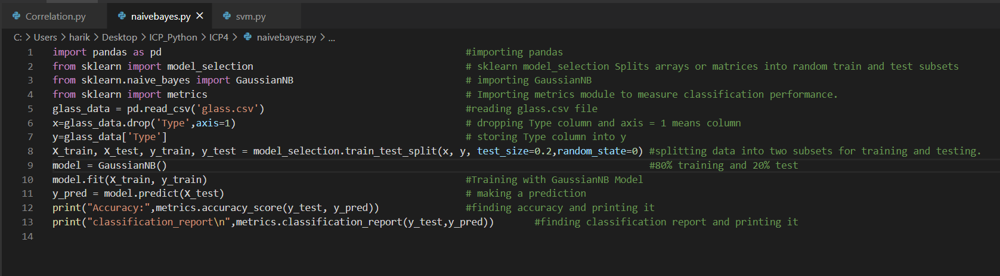 Correlation.py naivebayes.py svm.py
C: > Users > harik > Desktop > ICP_Python > ICP4 > naivebayes.py > ...
1 import pandas as pd #importing pandas
2 from sklearn import model_selection # sklearn model_selection Splits arrays or matrices into random train and test subsets
3 from sklearn.naive_bayes import GaussianNB # importing GaussianNB
4 from sklearn import metrics # Importing metrics module to measure classification performance.
5 glass_data = pd.read_csv('glass.csv') #reading glass.csv file
6 x=glass_data.drop('Type',axis=1) # dropping Type column and axis = 1 means column
7 y=glass_data['Type'] # storing Type column into y
8 X_train, X_test, y_train, y_test = model_selection.train_test_split(x, y, test_size=0.2,random_state=0) #splitting data into two subsets for training and testing.
9 model = GaussianNB() #80% training and 20% test
10 model.fit(X_train, y_train) #Training with GaussianNB Model
11 y_pred = model.predict(X_test) # making a prediction
12 print("Accuracy:",metrics.accuracy_score(y_test, y_pred)) #finding accuracy and printing it
13 print("classification_report\n",metrics.classification_report(y_test,y_pred)) #finding classification report and printing it
14